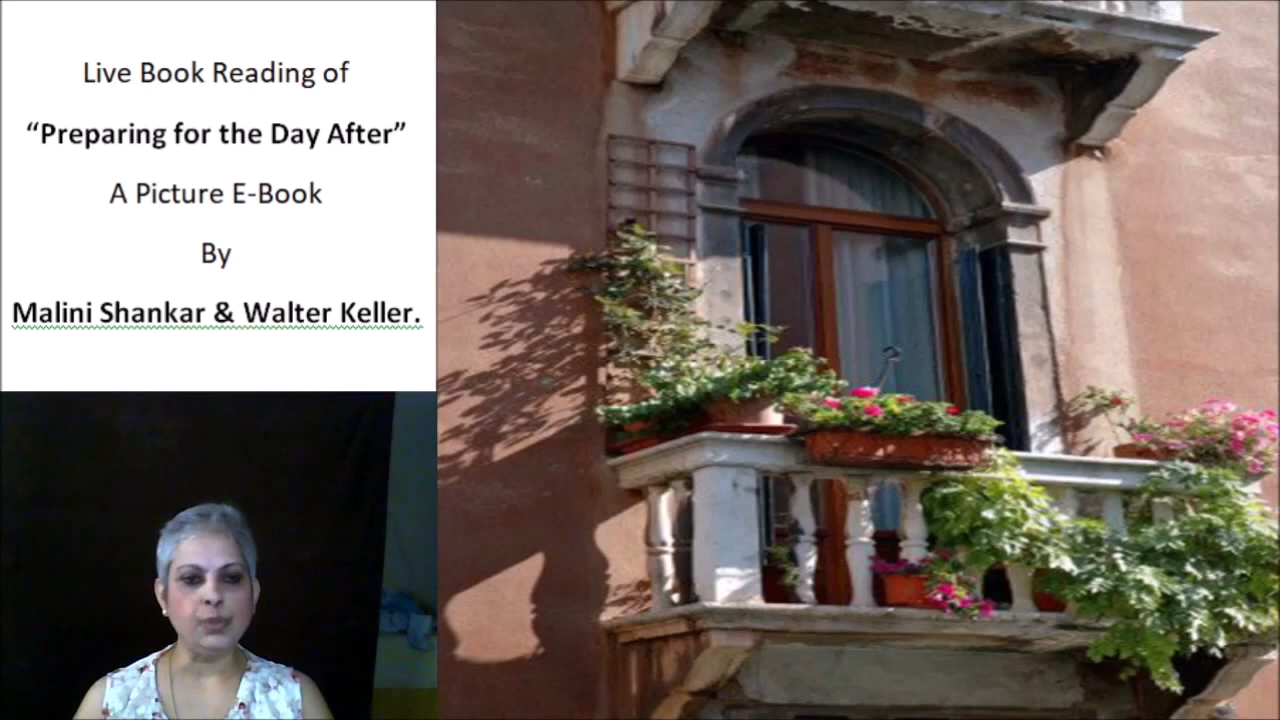 Live Book Reading of
“Preparing for the Day After”
A Picture E-Book
By
Malini Shankar & Walter Keller.